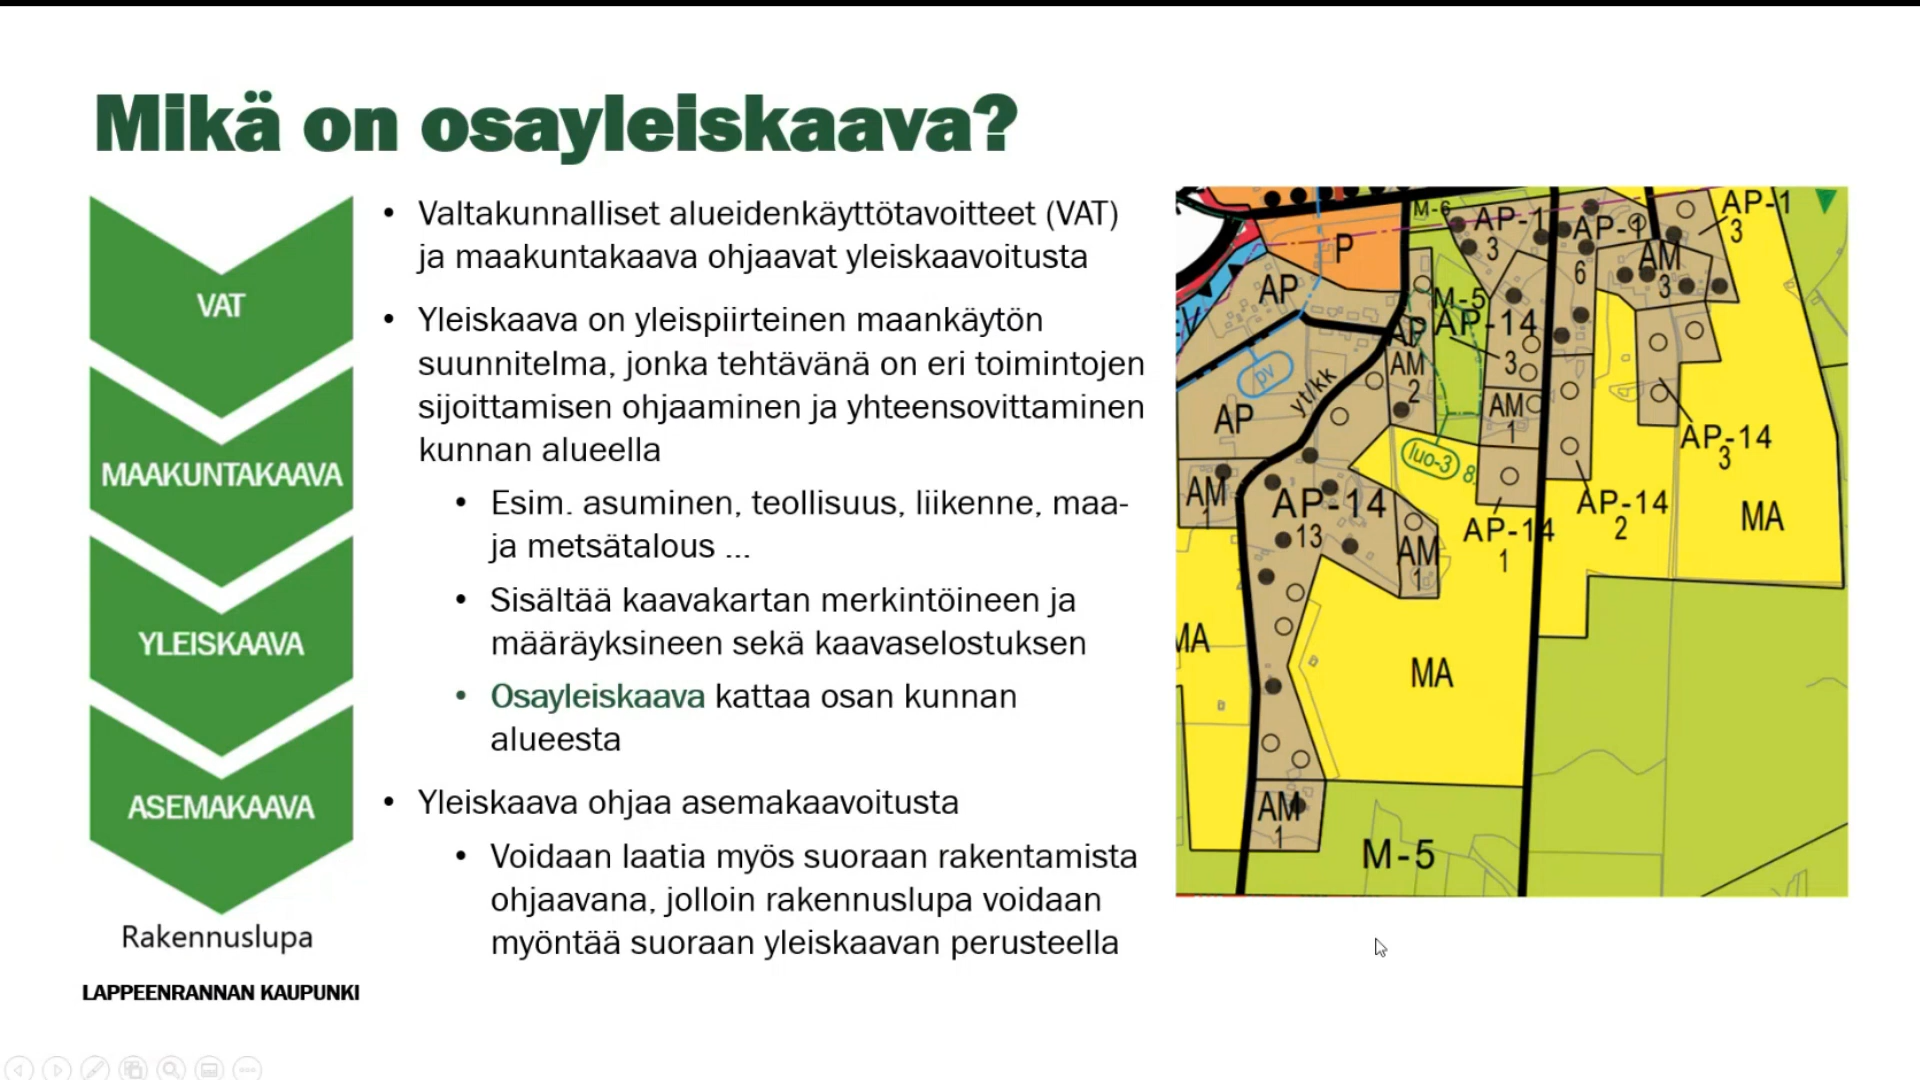 Mikä on osayleiskaava?
VAT
MAAKUNTAKAAVA
YLEISKAAVA
ASEMAKAAVA
Rakennuslupa
LAPPEENRANNAN KAUPUNKI
• Valtakunnalliset alueidenkäyttötavoitteet (VAT)
ja maakuntakaava ohjaavat yleiskaavoitusta
• Yleiskaava on yleispiirteinen maankäytön
suunnitelma, jonka tehtävänä on eri toimintojen
sijoittamisen ohjaaminen ja yhteensovittaminen
kunnan alueella
• Esim. asuminen, teollisuus, liikenne, maa-
ja metsätalous ...
• Sisältää kaavakartan merkintöineen ja
määräyksineen sekä kaavaselostuksen
• Osayleiskaava kattaa osan kunnan
alueesta
• Yleiskaava ohjaa asemakaavoitusta
• Voidaan laatia myös suoraan rakentamista
ohjaavana, jolloin rakennuslupa voidaan
myöntää suoraan yleiskaavan perusteella
M-6
AP-1
3
AP-1
6
AP-1
3
P
AM
3
AP
M-5
AP-14
3
AP
AM
2
pv
yt/kk
AP
AM
1
AP-14
3
luo-3
8
AM
1
AP-14
13
AP-14
1
AP-14
2
MA
AM
1
MA
MA
AM
1
M-5